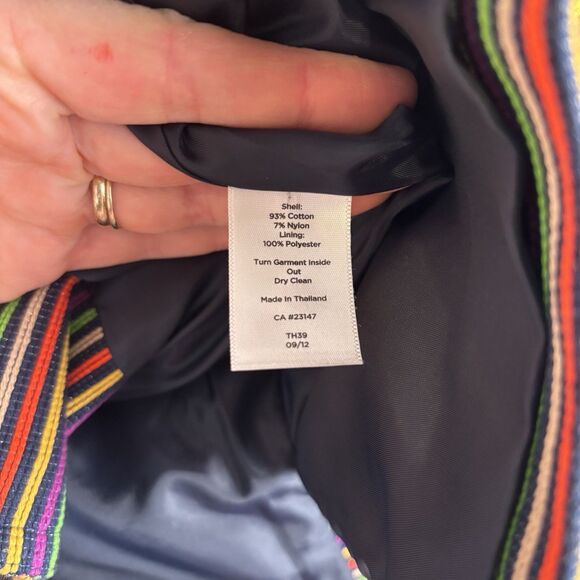 Shell:
93% Cotton
7% Nylon
Lining:
100% Polyester
Turn Garment Inside
Out
Dry Clean
Made In Thailand
CA #23147
TH39
09/12